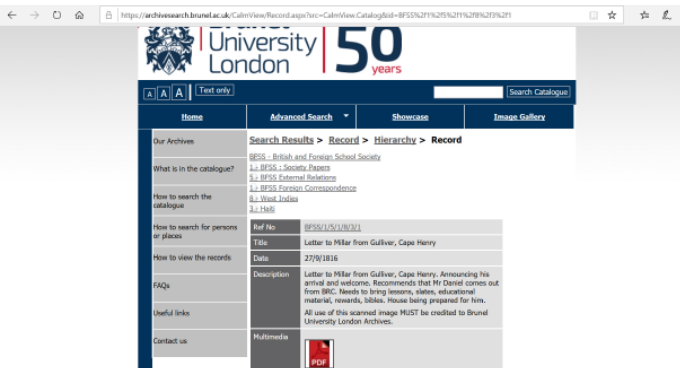 https://archivesearch.brunel.ac.uk/CalmView/Record.aspx?src=CalmView.Catalog&id=BFSS%2f1%2f5%2f1%2f8%2f3%2f1
Brunel
University
London
50
years
A A A Text only
Search Catalogue
Home
Advanced Search
Showcase
Image Gallery
Our Archives
What is in the catalogue?
How to search the
catalogue
How to search for persons
or places
How to view the records
FAQs
Useful links
Contact us
Search Results > Record > Hierarchy > Record
BFSS - British and Foreign School Society
1.: BFSS : Society Papers
5.: BFSS External Relations
1.: BFSS Foreign Correspondence
8.: West Indies
3.: Haiti
Ref No BFSS/1/5/1/8/3/1
Title Letter to Miller from Gulliver, Cape Henry
Date 27/9/1816
Description Letter to Miller from Gulliver, Cape Henry. Announcing his
arrival and welcome. Recommends that Mr Daniel comes out
from BRC. Needs to bring lessons, slates, educational
material, rewards, bibles. House being prepared for him.
All use of this scanned image MUST be credited to Brunel
University London Archives.
Multimedia
PDF